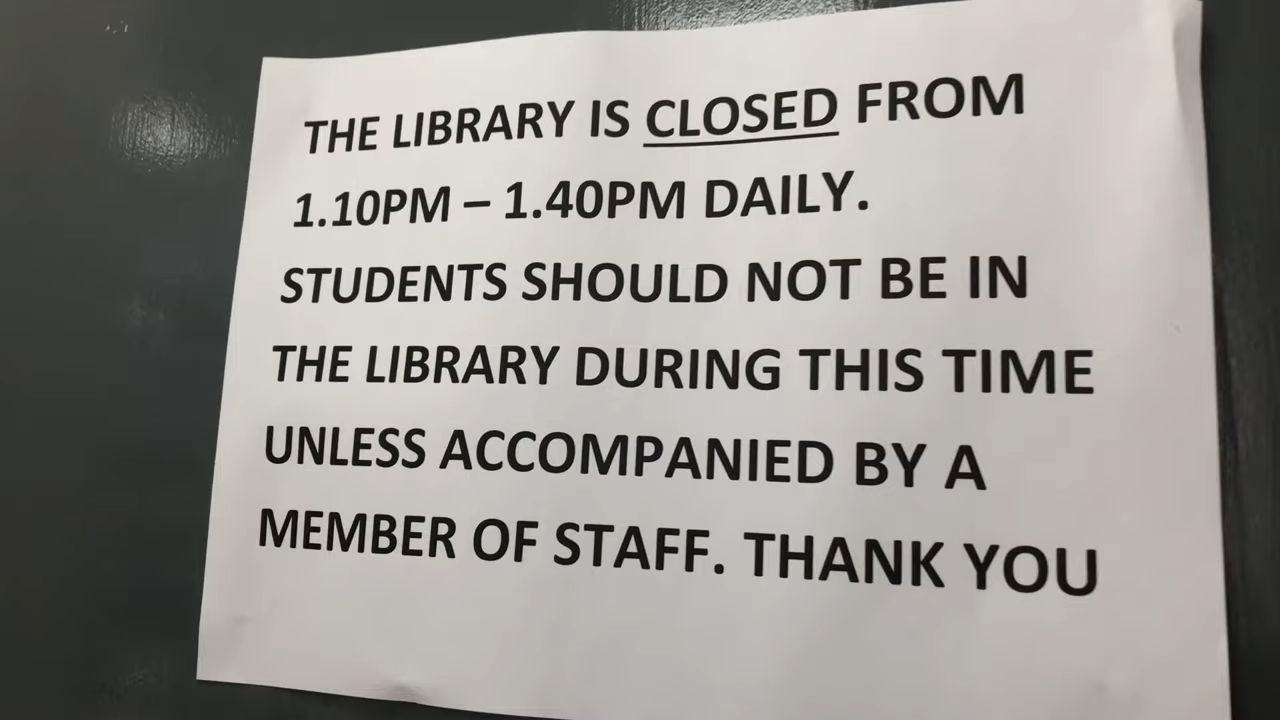 THE LIBRARY IS CLOSED FROM
1.10PM – 1.40PM DAILY.
STUDENTS SHOULD NOT BE IN
THE LIBRARY DURING THIS TIME
UNLESS ACCOMPANIED BY A
MEMBER OF STAFF. THANK YOU